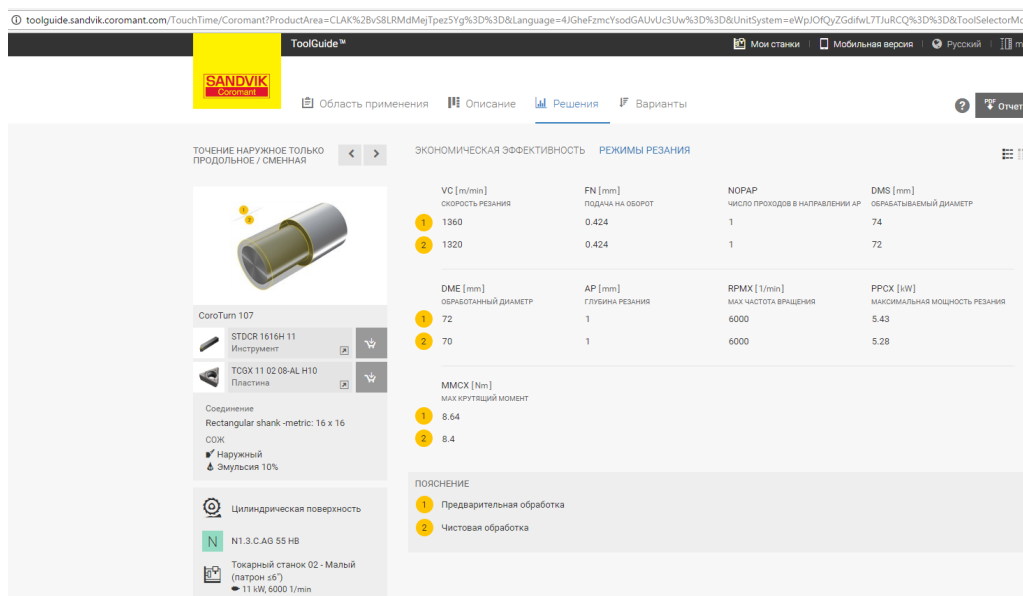 toolguide.sandvik.coromant.com/TouchTime/Coromant?ProductArea=CLAK%2BvS8LRMdMejTpez5Yg%3D%3D&Language=4JGheFzmcYsodGAUvUc3Uw%3D%3D&UnitSystem=eWpJOfQyZGdifwL7TJuRCQ%3D%3D&ToolSelectorMo
ToolGuide™
Мои станки
Мобильная версия
Русский
m
SANDVIK
Coromant
Область применения
Описание
Решения
Варианты
?
PDF
Отчет
ТОЧЕНИЕ НАРУЖНОЕ ТОЛЬКО
ПРОДОЛЬНОЕ / СМЕННАЯ
< >
ЭКОНОМИЧЕСКАЯ ЭФФЕКТИВНОСТЬ РЕЖИМЫ РЕЗАНИЯ
1
2
CoroTurn 107
STDCR 1616H 11
Инструмент
TCGX 11 02 08-AL H10
Пластина
Соединение
Rectangular shank -metric: 16 x 16
СОЖ
Наружный
Эмульсия 10%
Цилиндрическая поверхность
N N1.3.C.AG 55 HB
Токарный станок 02 - Малый
(патрон ≤6")
11 kW, 6000 1/min
VC [m/min] FN [mm] NOPAP DMS [mm]
СКОРОСТЬ РЕЗАНИЯ ПОДАЧА НА ОБОРОТ ЧИСЛО ПРОХОДОВ В НАПРАВЛЕНИИ AP ОБРАБАТЫВАЕМЫЙ ДИАМЕТР
1 1360 0.424 1 74
2 1320 0.424 1 72
DME [mm] AP [mm] RPMX [1/min] PPCX [kW]
ОБРАБОТАННЫЙ ДИАМЕТР ГЛУБИНА РЕЗАНИЯ MAX ЧАСТОТА ВРАЩЕНИЯ МАКСИМАЛЬНАЯ МОЩНОСТЬ РЕЗАНИЯ
1 72 1 6000 5.43
2 70 1 6000 5.28
MMCX [Nm]
MAX КРУТЯЩИЙ МОМЕНТ
1 8.64
2 8.4
ПОЯСНЕНИЕ
1 Предварительная обработка
2 Чистовая обработка